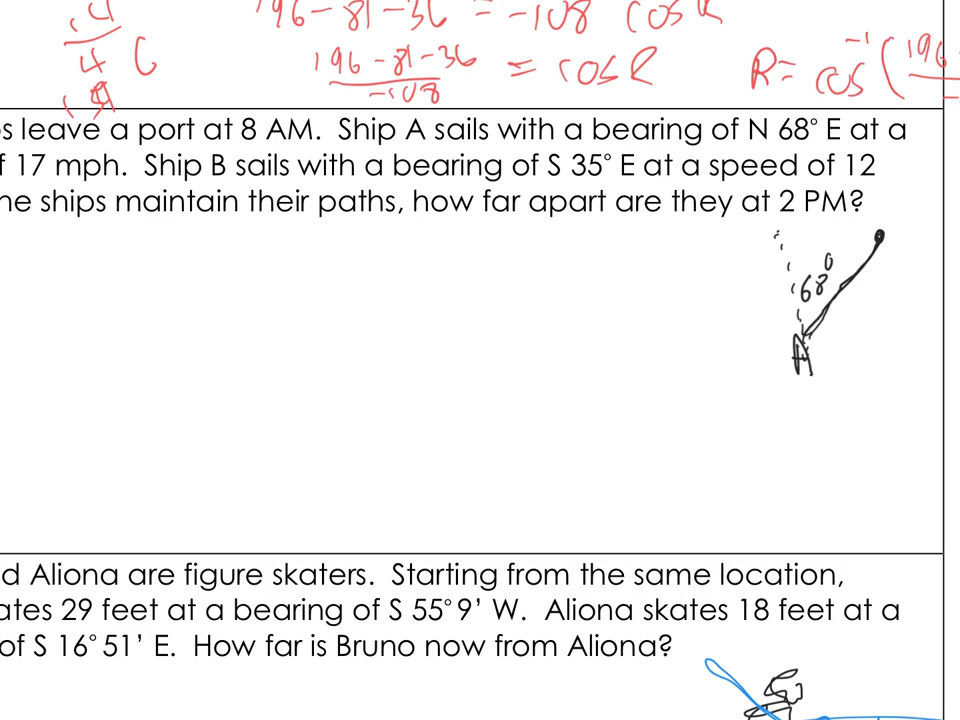 196 - 81 - 36 = -108 cos R
196 - 81 - 36 / -108 = cos R
R = cos⁻¹ (196
s leave a port at 8 AM. Ship A sails with a bearing of N 68° E at a
f 17 mph. Ship B sails with a bearing of S 35° E at a speed of 12
he ships maintain their paths, how far apart are they at 2 PM?
68°
d Aliona are figure skaters. Starting from the same location,
ates 29 feet at a bearing of S 55°9’ W. Aliona skates 18 feet at a
of S 16°51’ E. How far is Bruno now from Aliona?